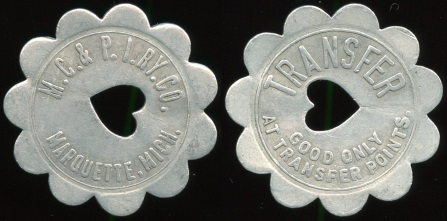 M.C.& P.I.RY.CO.
MARQUETTE, MICH.
TRANSFER
GOOD ONLY
AT TRANSFER POINTS.